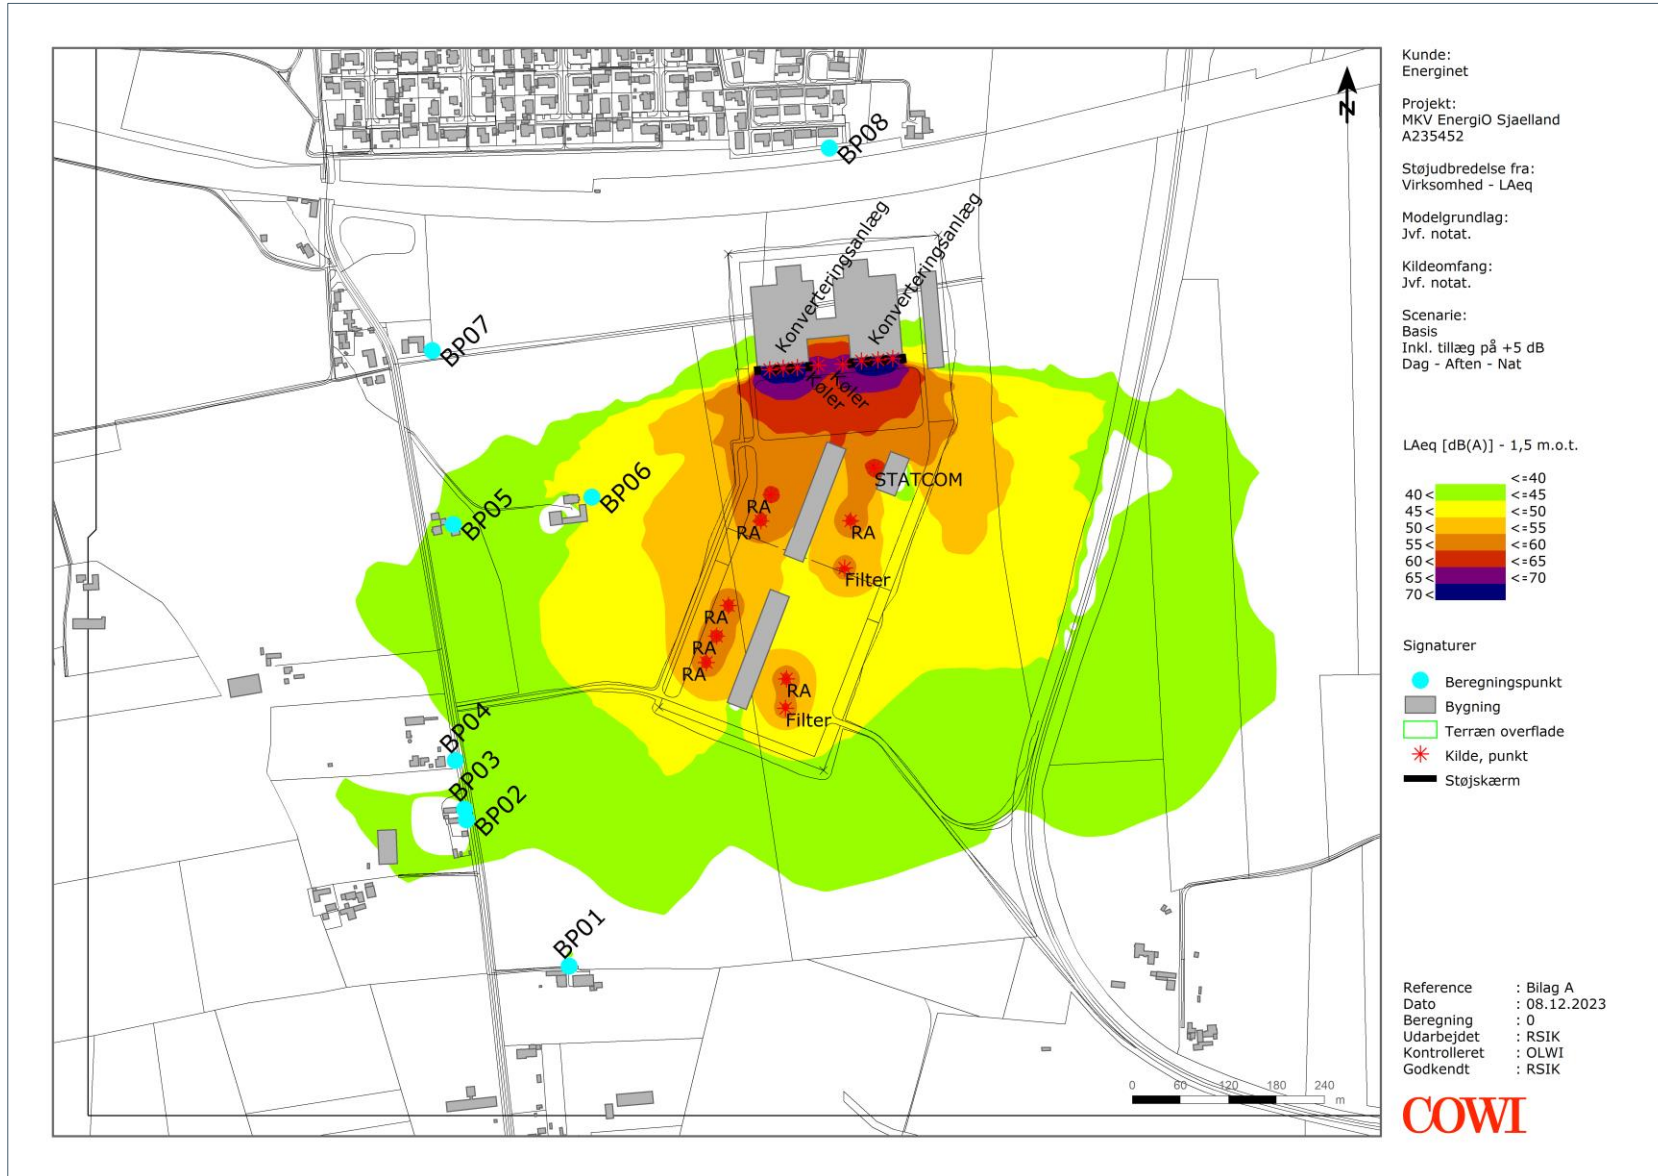 BP08
Konverteringsanlæg
Konverteringsanlæg
BP07
Køler
Køler
BP06
BP05
STATCOM
RA
RA
RA
Filter
RA
RA
RA
RA
Filter
BP04
BP03
BP02
BP01
Kunde:
Energinet
Projekt:
MKV EnergiO Sjaelland
A235452
Støjudbredelse fra:
Virksomhed - LAeq
Modelgrundlag:
Jvf. notat.
Kildeomfang:
Jvf. notat.
Scenarie:
Basis
Inkl. tillæg på +5 dB
Dag - Aften - Nat
LAeq [dB(A)] - 1,5 m.o.t.
<=40
40 < <=45
45 < <=50
50 < <=55
55 < <=60
60 < <=65
65 < <=70
70 <
Signaturer
Beregningspunkt
Bygning
Terræn overflade
Kilde, punkt
Støjskærm
Reference : Bilag A
Dato : 08.12.2023
Beregning : 0
Udarbejdet : RSIK
Kontrolleret : OLWI
Godkendt : RSIK
0 60 120 180 240
m
COWI
N